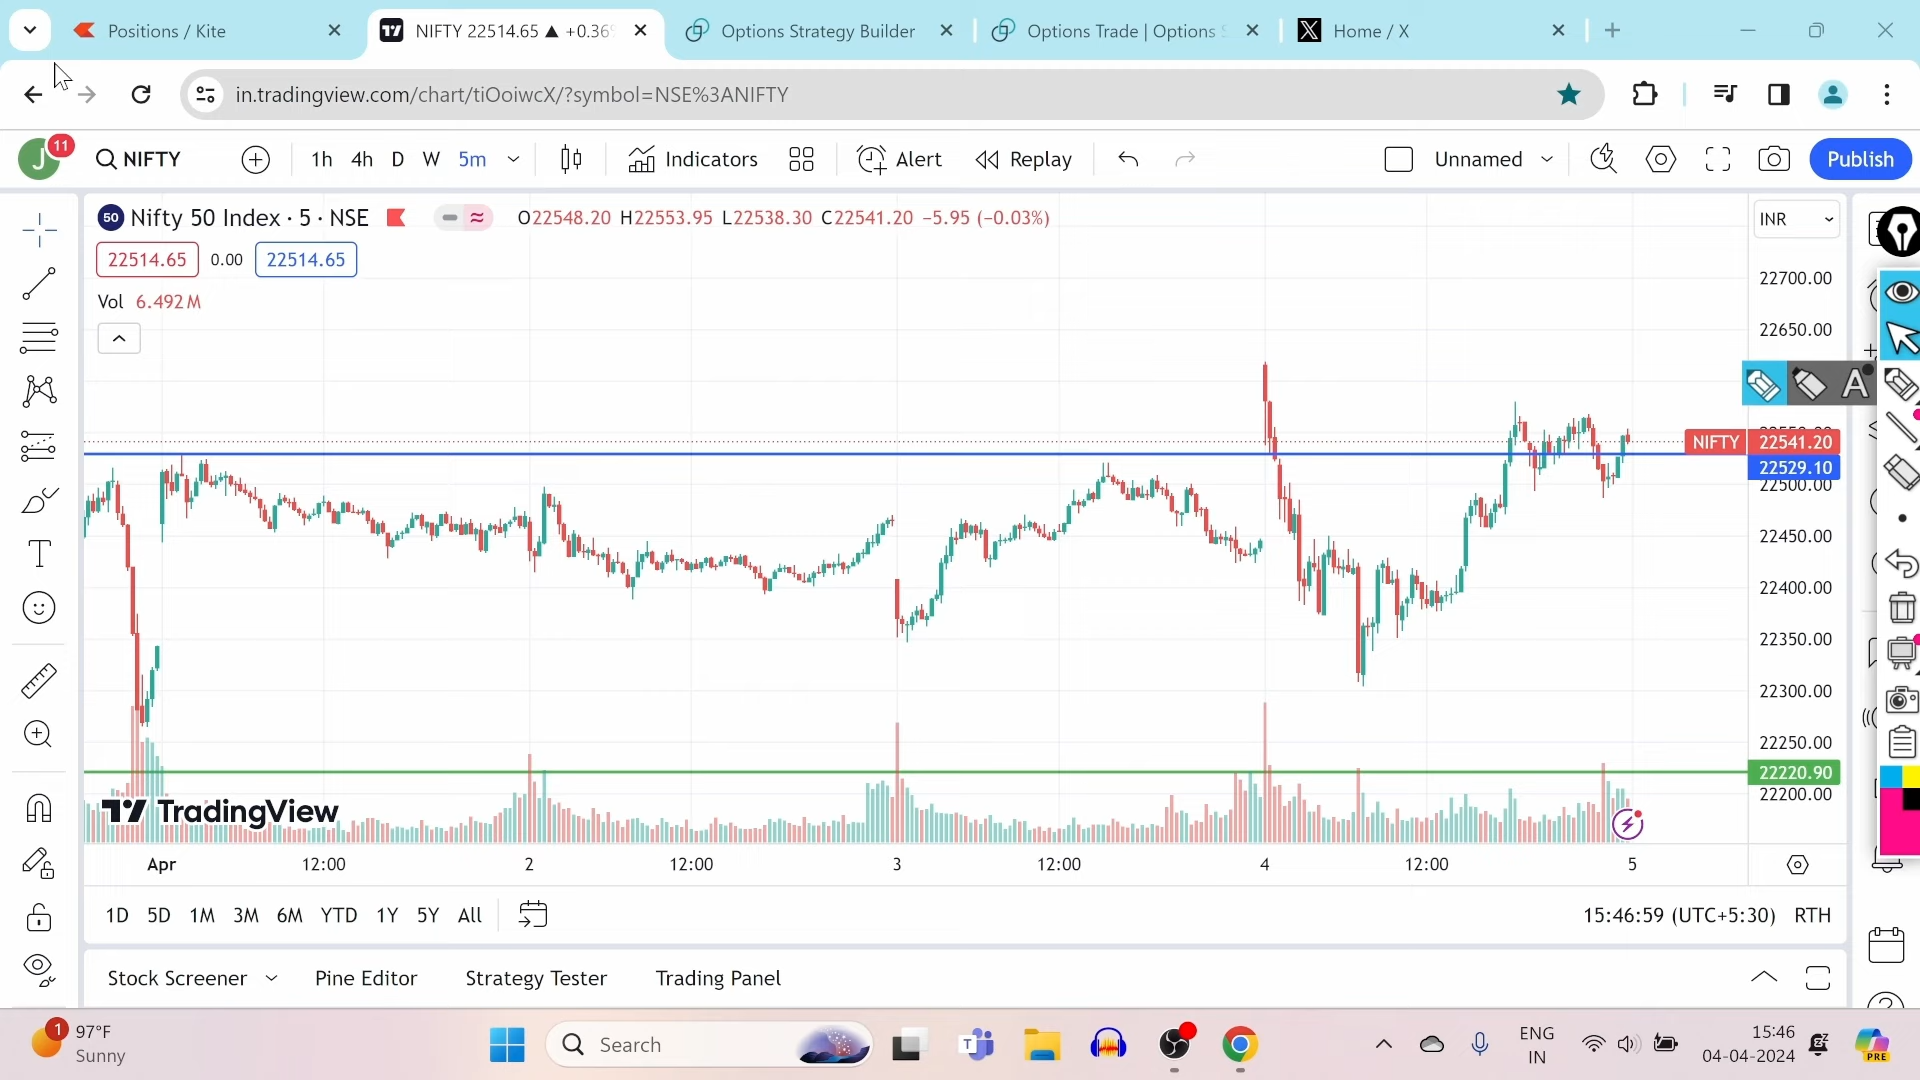 Positions / Kite
NIFTY 22514.65 ▲ +0.36
Options Strategy Builder
Options Trade | Options S
Home / X
in.tradingview.com/chart/tiOoiwcX/?symbol=NSE%3ANIFTY
J
11
NIFTY
1h 4h D W 5m
Indicators
Alert
Replay
Unnamed
Publish
50 Nifty 50 Index · 5 · NSE
O22548.20 H22553.95 L22538.30 C22541.20 −5.95 (−0.03%)
INR
22514.65 0.00 22514.65
Vol 6.492M
22700.00
22650.00
A
NIFTY 22541.20
22529.10
22500.00
22450.00
22400.00
22350.00
22300.00
22250.00
22220.90
22200.00
TradingView
Apr 12:00 2 12:00 3 12:00 4 12:00 5
1D 5D 1M 3M 6M YTD 1Y 5Y All
15:46:59 (UTC+5:30) RTH
Stock Screener Pine Editor Strategy Tester Trading Panel
1
97°F
Sunny
Search
ENG
IN
15:46
04-04-2024
PRE